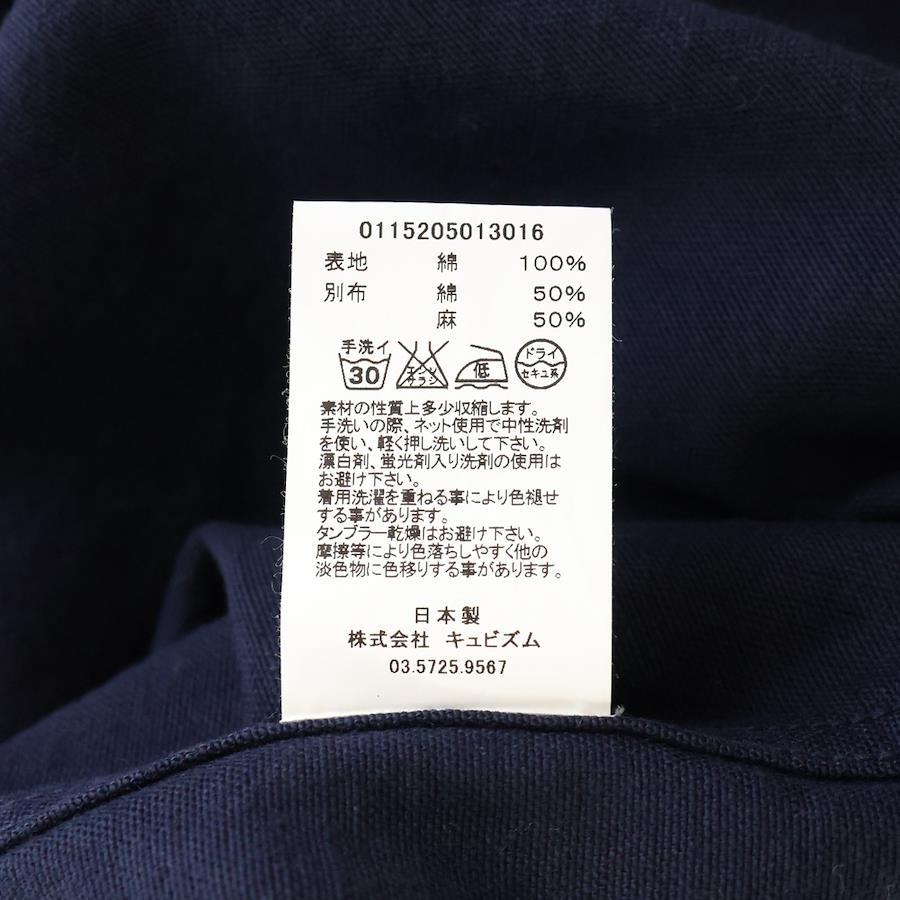 0115205013016
表地 綿 100%
別布 綿 50%
麻 50%
手洗イ
30 エンソ サラシ 低 ドライ セキユ系
素材の性質上多少収縮します。
手洗いの際、ネット使用で中性洗剤
を使い、軽く押し洗いして下さい。
漂白剤、蛍光剤入り洗剤の使用は
お避け下さい。
着用洗濯を重ねる事により色褪せ
する事があります。
タンブラー乾燥はお避け下さい。
摩擦等により色落ちしやすく他の
淡色物に色移りする事があります。
日本製
株式会社 キュビズム
03.5725.9567